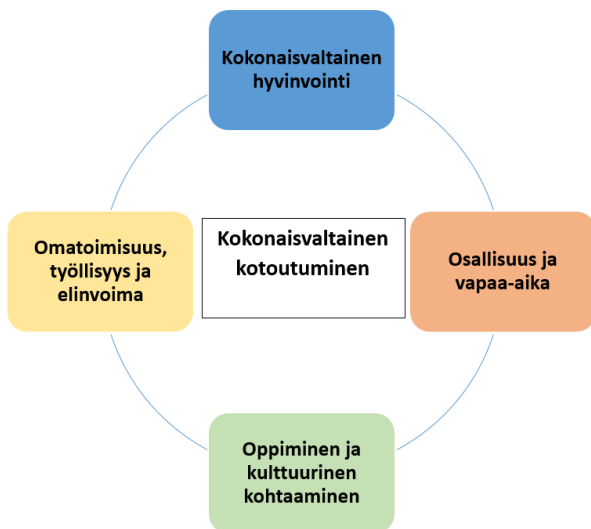 Kokonaisvaltainen
hyvinvointi
Omatoimisuus,
työllisyys ja
elinvoima
Kokonaisvaltainen
kotoutuminen
Osallisuus ja
vapaa-aika
Oppiminen ja
kulttuurinen
kohtaaminen